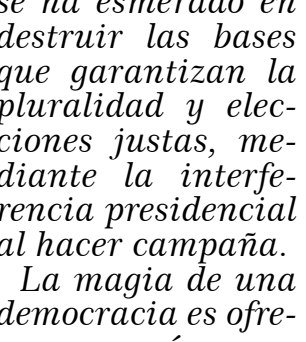 se ha esmerado en
destruir las bases
que garantizan la
pluralidad y elec-
ciones justas, me-
diante la interfe-
rencia presidencial
al hacer campaña.
La magia de una
democracia es ofre-